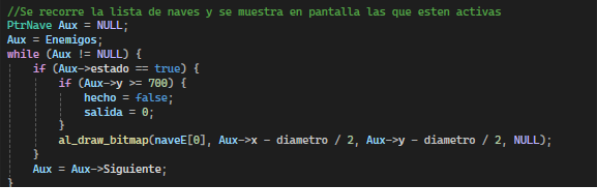 //Se recorre la lista de naves y se muestra en pantalla las que esten activas
PtrNave Aux = NULL;
Aux = Enemigos;
while (Aux != NULL) {
if (Aux->estado == true) {
if (Aux->y >= 700) {
hecho = false;
salida = 0;
}
al_draw_bitmap(naveE[0], Aux->x - diametro / 2, Aux->y - diametro / 2, NULL);
}
Aux = Aux->Siguiente;
}